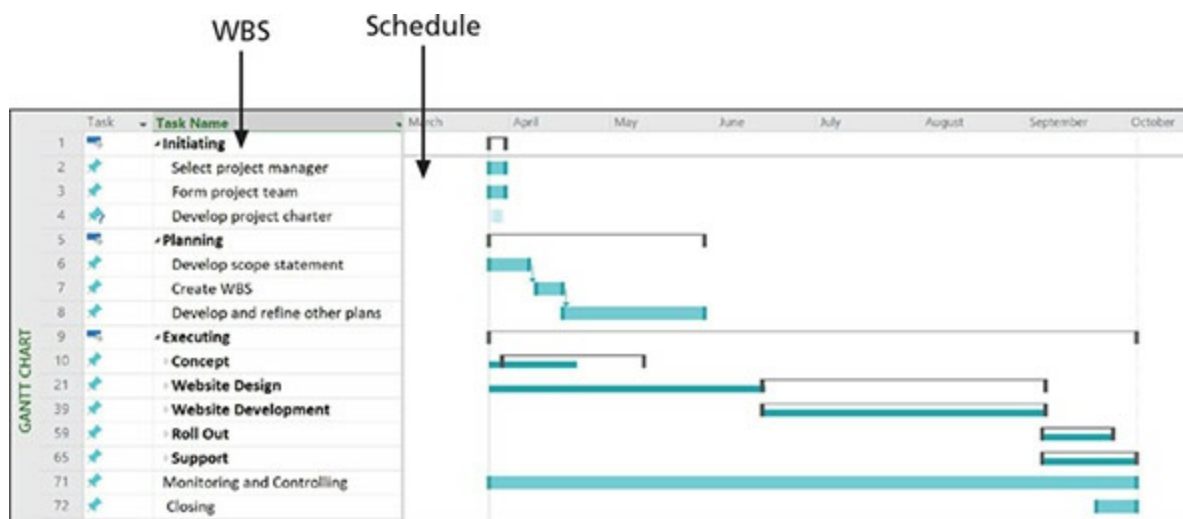 WBS Schedule
Task Task Name March April May June July August September October
1 Initiating
2 Select project manager
3 Form project team
4 Develop project charter
5 Planning
6 Develop scope statement
7 Create WBS
8 Develop and refine other plans
9 Executing
10 Concept
21 Website Design
39 Website Development
59 Roll Out
65 Support
71 Monitoring and Controlling
72 Closing
GANTT CHART